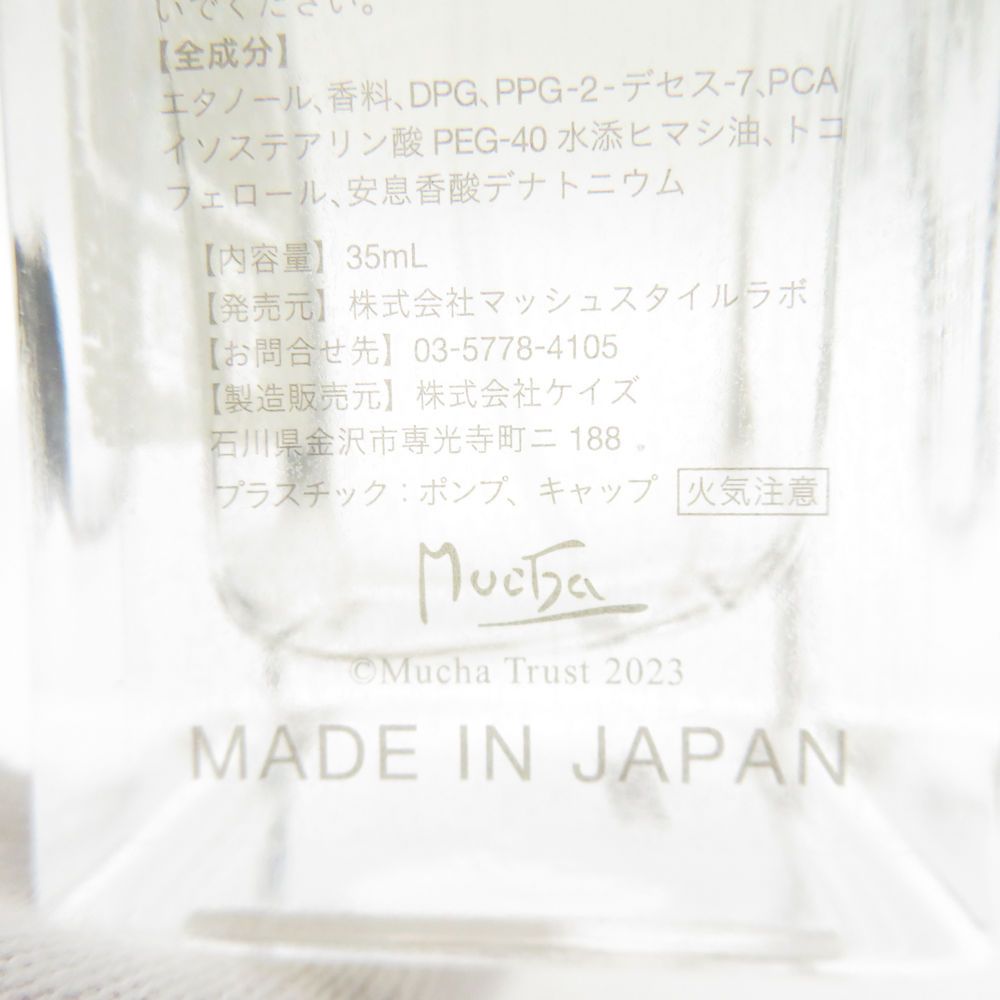 いでください。
【全成分】
エタノール、香料、DPG、PPG-2-デセス-7、PCA
イソステアリン酸 PEG-40 水添ヒマシ油、トコ
フェロール、安息香酸デナトニウム
【内容量】 35mL
【発売元】 株式会社マッシュスタイルラボ
【お問合せ先】 03-5778-4105
【製造販売元】 株式会社ケイズ
石川県金沢市専光寺町ニ 188 。
プラスチック：ポンプ、キャップ 火気注意
Mucha
©Mucha Trust 2023
MADE IN JAPAN